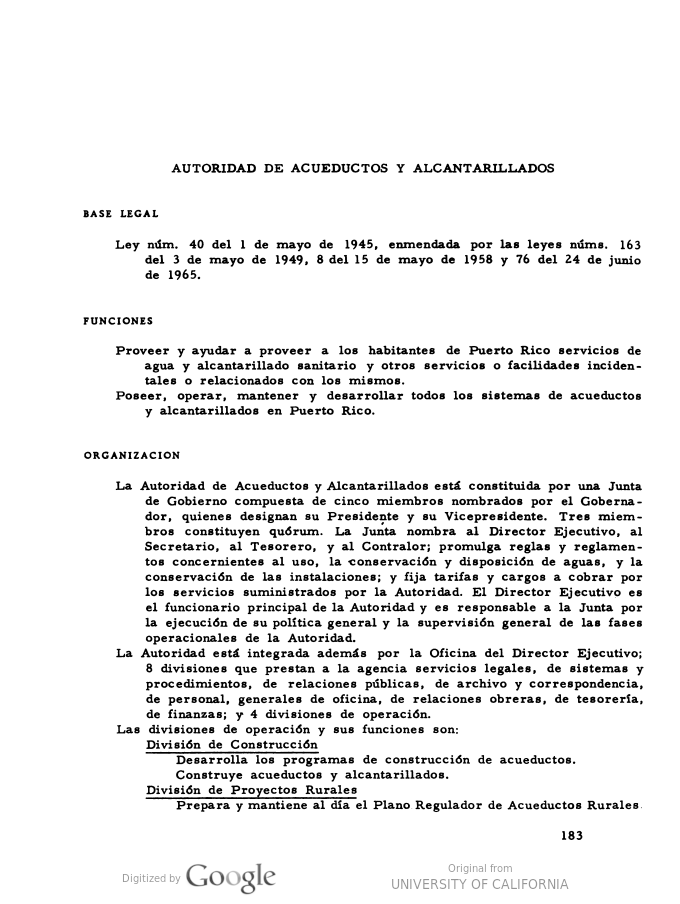 AUTORIDAD DE ACUEDUCTOS Y ALCANTARILLADOS
BASE LEGAL
Ley núm. 40 del 1 de mayo de 1945, enmendada por las leyes núms. 163
del 3 de mayo de 1949, 8 del 15 de mayo de 1958 y 76 del 24 de junio
de 1965.
FUNCIONES
Proveer y ayudar a proveer a los habitantes de Puerto Rico servicios de
agua y alcantarillado sanitario y otros servicios o facilidades inciden-
tales o relacionados con los mismos.
Poseer, operar, mantener y desarrollar todos los sistemas de acueductos
y alcantarillados en Puerto Rico.
ORGANIZACION
La Autoridad de Acueductos y Alcantarillados está constituida por una Junta
de Gobierno compuesta de cinco miembros nombrados por el Goberna-
dor, quienes designan su Presidente y su Vicepresidente. Tres miem-
bros constituyen quórum. La Junta nombra al Director Ejecutivo, al
Secretario, al Tesorero, y al Contralor; promulga reglas y reglamen-
tos concernientes al uso, la conservación y disposición de aguas, y la
conservación de las instalaciones; y fija tarifas y cargos a cobrar por
los servicios suministrados por la Autoridad. El Director Ejecutivo es
el funcionario principal de la Autoridad y es responsable a la Junta por
la ejecución de su política general y la supervisión general de las fases
operacionales de la Autoridad.
La Autoridad está integrada además por la Oficina del Director Ejecutivo;
8 divisiones que prestan a la agencia servicios legales, de sistemas y
procedimientos, de relaciones públicas, de archivo y correspondencia,
de personal, generales de oficina, de relaciones obreras, de tesorería,
de finanzas; y 4 divisiones de operación.
Las divisiones de operación y sus funciones son:
División de Construcción
Desarrolla los programas de construcción de acueductos.
Construye acueductos y alcantarillados.
División de Proyectos Rurales
Prepara y mantiene al día el Plano Regulador de Acueductos Rurales.
183
Digitized by Google
Original from
UNIVERSITY OF CALIFORNIA